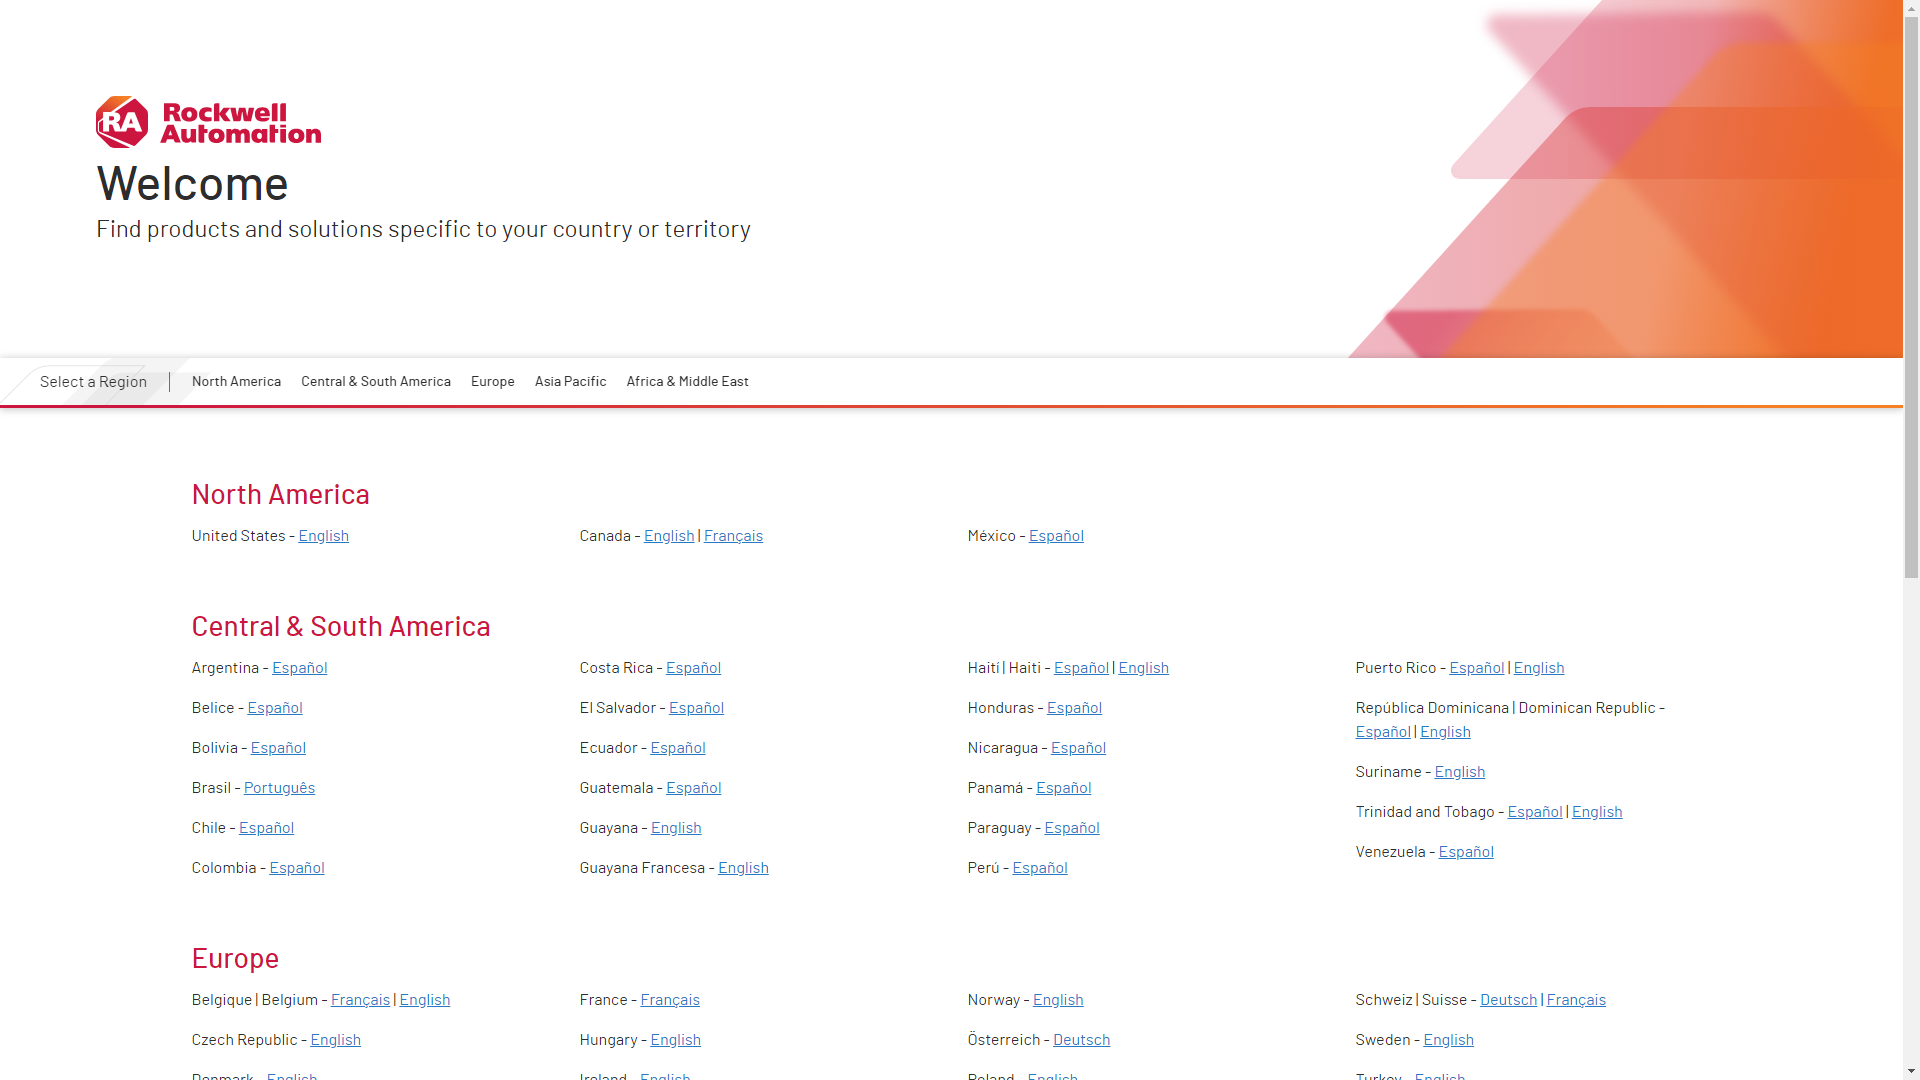 RA Rockwell
Automation
Welcome
Find products and solutions specific to your country or territory
Select a Region
North America
Central & South America
Europe
Asia Pacific
Africa & Middle East
North America
United States - English
Canada - English | Français
México - Español
Central & South America
Argentina - Español
Belice - Español
Bolivia - Español
Brasil - Português
Chile - Español
Colombia - Español
Costa Rica - Español
El Salvador - Español
Ecuador - Español
Guatemala - Español
Guayana - English
Guayana Francesa - English
Haití | Haiti - Español | English
Honduras - Español
Nicaragua - Español
Panamá - Español
Paraguay - Español
Perú - Español
Puerto Rico - Español | English
República Dominicana | Dominican Republic -
Español | English
Suriname - English
Trinidad and Tobago - Español | English
Venezuela - Español
Europe
Belgique | Belgium - Français | English
Czech Republic - English
Denmark - English
France - Français
Hungary - English
Ireland - English
Norway - English
Österreich - Deutsch
Poland - English
Schweiz | Suisse - Deutsch | Français
Sweden - English
Turkey - English